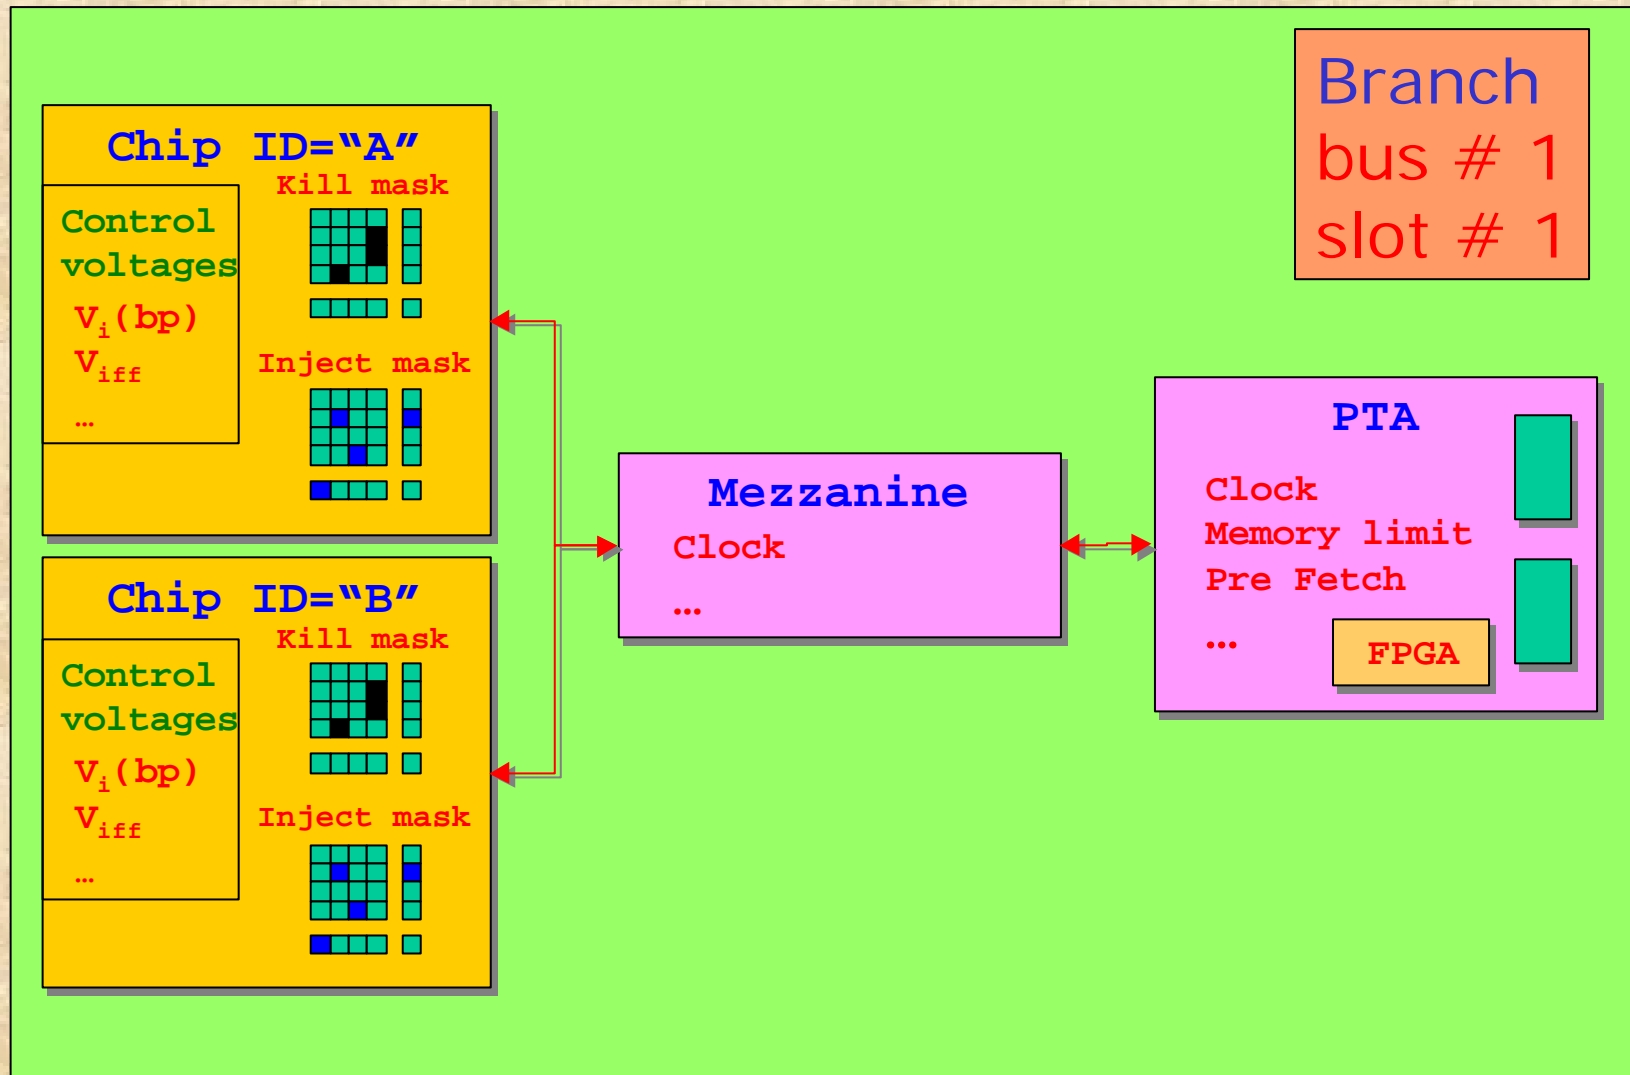 Branch
bus # 1
slot # 1
Chip ID=“A”
Kill mask
Control
voltages
Vi(bp)
Viff
…
Inject mask
Chip ID=“B”
Kill mask
Control
voltages
Vi(bp)
Viff
…
Inject mask
Mezzanine
Clock
…
PTA
Clock
Memory limit
Pre Fetch
…
FPGA